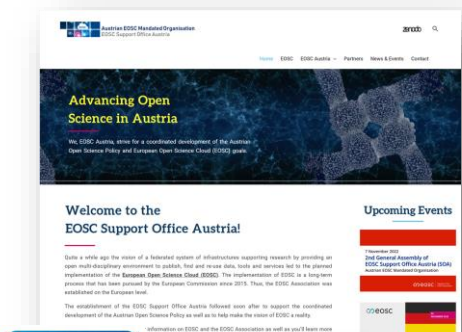 Austrian EOSC Mandated Organisation
EOSC Support Office Austria
zenodo
Home EOSC EOSC Austria Partners News & Events Contact
Advancing Open
Science in Austria
We, EOSC Austria, strive for a coordinated development of the Austrian
Open Science Policy and European Open Science Cloud (EOSC) goals.
Welcome to the
EOSC Support Office Austria!
Quite a while ago the vision of a federated system of infrastructures supporting research by providing an
open multi-disciplinary environment to publish, find and re-use data, tools and services led to the planned
implementation of the European Open Science Cloud (EOSC). The implementation of EOSC is a long-term
process that has been pursued by the European Commission since 2015. Thus, the EOSC Association was
established on the European level.
The establishment of the EOSC Support Office Austria followed soon after to support the coordinated
development of the Austrian Open Science Policy as well as to help make the vision of EOSC a reality.
information on EOSC and the EOSC Association as well as you'll learn more
Upcoming Events
7 November 2022
2nd General Assembly of
EOSC Support Office Austria (SOA)
Austrian EOSC Mandated Organisation
eosc